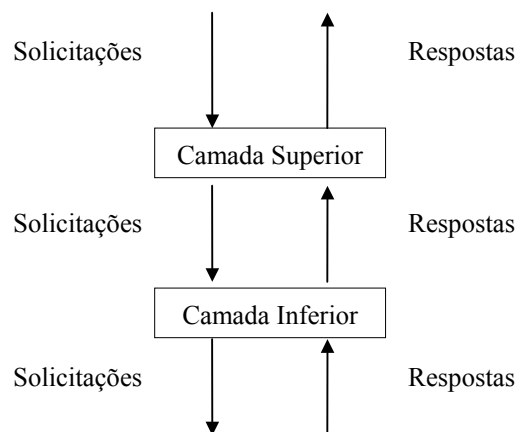 Solicitações Respostas
Camada Superior
Solicitações Respostas
Camada Inferior
Solicitações Respostas